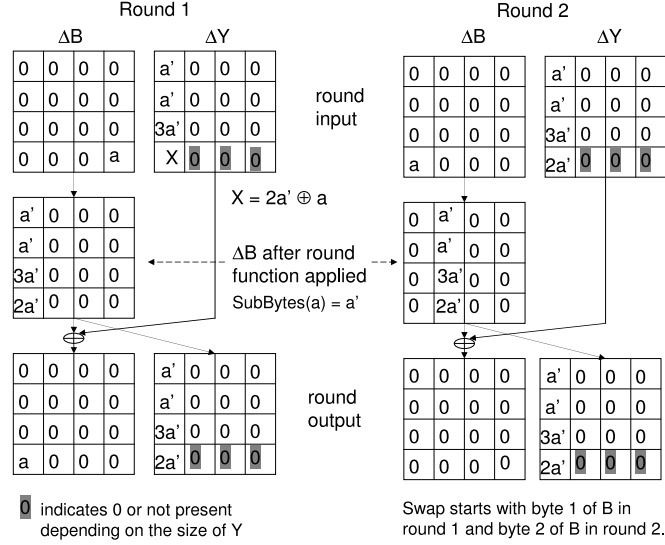 Round 1
Round 2
ΔB
ΔY
ΔB
ΔY
0 0 0 0
0 0 0 0
0 0 0 0
0 0 0 a
a' 0 0 0
a' 0 0 0
3a' 0 0 0
X 0 0 0
round
input
0 0 0 0
0 0 0 0
0 0 0 0
a 0 0 0
a' 0 0 0
a' 0 0 0
3a' 0 0 0
2a' 0 0 0
X = 2a' ⊕ a
a' 0 0 0
a' 0 0 0
3a' 0 0 0
2a' 0 0 0
ΔB after round
function applied
SubBytes(a) = a'
0 a' 0 0
0 a' 0 0
0 3a' 0 0
0 2a' 0 0
0 0 0 0
0 0 0 0
0 0 0 0
a 0 0 0
a' 0 0 0
a' 0 0 0
3a' 0 0 0
2a' 0 0 0
round
output
0 0 0 0
0 0 0 0
0 0 0 0
0 0 0 0
a' 0 0 0
a' 0 0 0
3a' 0 0 0
2a' 0 0 0
0 indicates 0 or not present
depending on the size of Y
Swap starts with byte 1 of B in
round 1 and byte 2 of B in round 2.